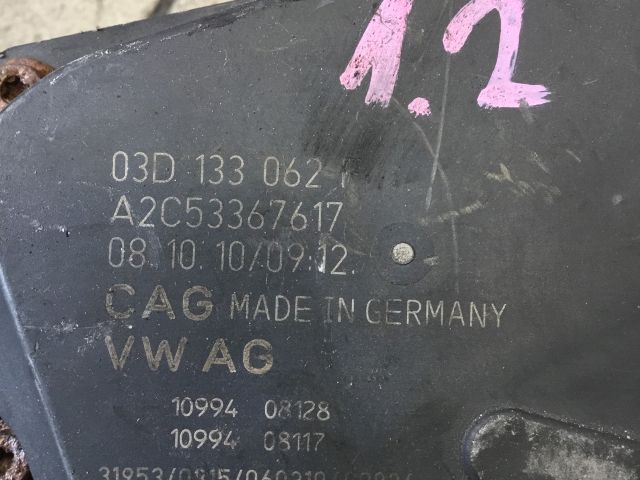 1.2
03D 133 062
A2C53367617
08.10.10/09:12
CAG MADE IN GERMANY
VW AG
10994 08128
10994 08117